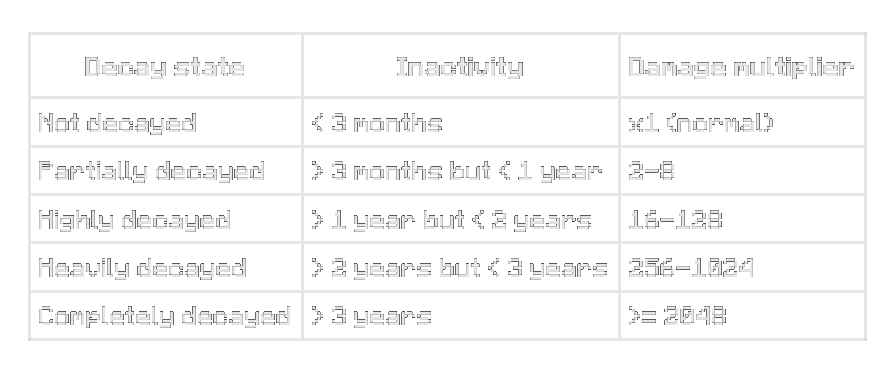 Decay state Inactivity Damage multiplier
Not decayed < 3 months x1 (normal)
Partially decayed > 3 months but < 1 year 2-8
Highly decayed > 1 year but < 2 years 16-128
Heavily decayed > 2 years but < 3 years 256-1024
Completely decayed > 3 years >= 2048